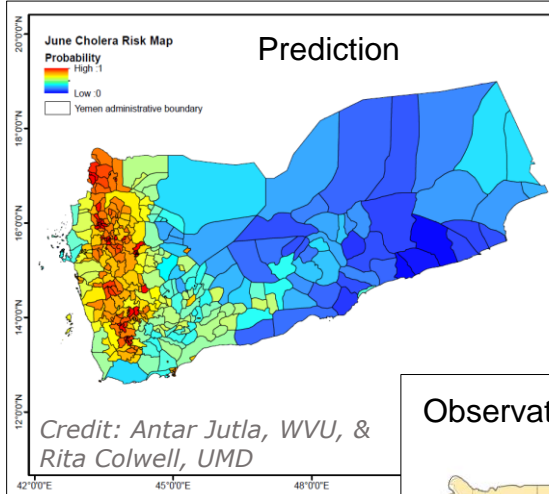 June Cholera Risk Map
Prediction
Probability
High :1
Low :0
Yemen administrative boundary
20°0'0"N
18°0'0"N
16°0'0"N
14°0'0"N
12°0'0"N
Credit: Antar Jutla, WVU, &
Rita Colwell, UMD
42°0'0"E
45°0'0"E
48°0'0"E
Observat